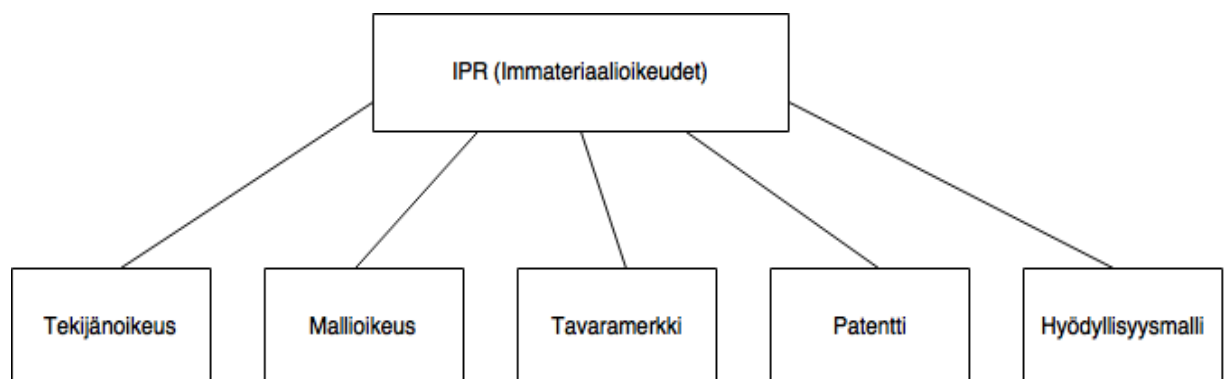 IPR (Immateriaalioikeudet)
Tekijänoikeus
Mallioikeus
Tavaramerkki
Patentti
Hyödyllisyysmalli